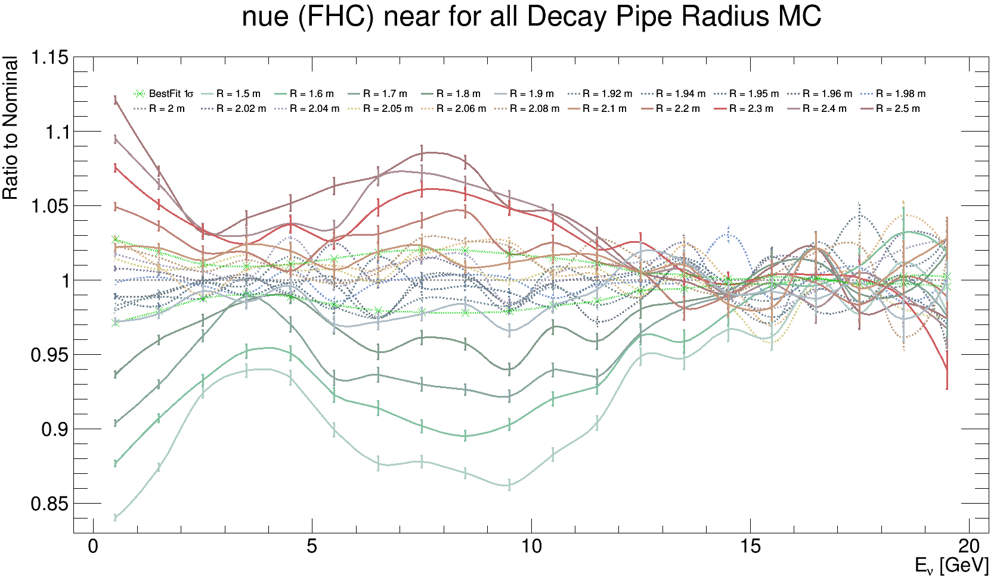 nue (FHC) near for all Decay Pipe Radius MC
Ratio to Nominal
1.15
1.1
1.05
1
0.95
0.9
0.85
BestFit 1σ R = 1.5 m R = 1.6 m R = 1.7 m R = 1.8 m R = 1.9 m R = 1.92 m R = 1.94 m R = 1.95 m R = 1.96 m R = 1.98 m
R = 2 m R = 2.02 m R = 2.04 m R = 2.05 m R = 2.06 m R = 2.08 m R = 2.1 m R = 2.2 m R = 2.3 m R = 2.4 m R = 2.5 m
0 5 10 15 20
Eν [GeV]